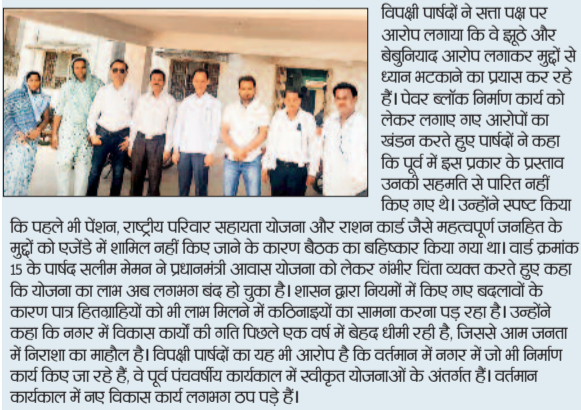 विपक्षी पार्षदों ने सत्ता पक्ष पर
आरोप लगाया कि वे झूठे और
बेबुनियाद आरोप लगाकर मुद्दों से
ध्यान भटकाने का प्रयास कर रहे
हैं। पेवर ब्लॉक निर्माण कार्य को
लेकर लगाए गए आरोपों का
खंडन करते हुए पार्षदों ने कहा
कि पूर्व में इस प्रकार के प्रस्ताव
उनकी सहमति से पारित नहीं
किए गए थे। उन्होंने स्पष्ट किया
कि पहले भी पेंशन, राष्ट्रीय परिवार सहायता योजना और राशन कार्ड जैसे महत्वपूर्ण जनहित के
मुद्दों को एजेंडे में शामिल नहीं किए जाने के कारण बैठक का बहिष्कार किया गया था। वार्ड क्रमांक
15 के पार्षद सलीम मेमन ने प्रधानमंत्री आवास योजना को लेकर गंभीर चिंता व्यक्त करते हुए कहा
कि योजना का लाभ अब लगभग बंद हो चुका है। शासन द्वारा नियमों में किए गए बदलावों के
कारण पात्र हितग्राहियों को भी लाभ मिलने में कठिनाइयों का सामना करना पड़ रहा है। उन्होंने
कहा कि नगर में विकास कार्यों की गति पिछले एक वर्ष में बेहद धीमी रही है, जिससे आम जनता
में निराशा का माहौल है। विपक्षी पार्षदों का यह भी आरोप है कि वर्तमान में नगर में जो भी निर्माण
कार्य किए जा रहे हैं, वे पूर्व पंचवर्षीय कार्यकाल में स्वीकृत योजनाओं के अंतर्गत हैं। वर्तमान
कार्यकाल में नए विकास कार्य लगभग ठप पड़े हैं।